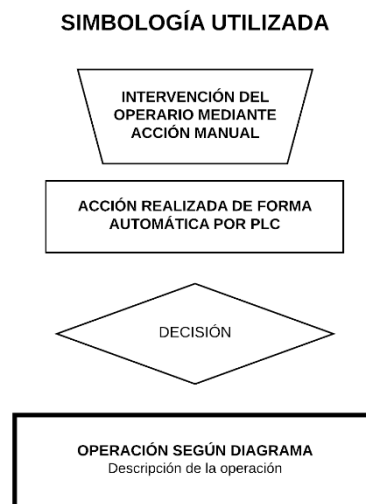 SIMBOLOGÍA UTILIZADA
INTERVENCIÓN DEL
OPERARIO MEDIANTE
ACCIÓN MANUAL
ACCIÓN REALIZADA DE FORMA
AUTOMÁTICA POR PLC
DECISIÓN
OPERACIÓN SEGÚN DIAGRAMA
Descripción de la operación